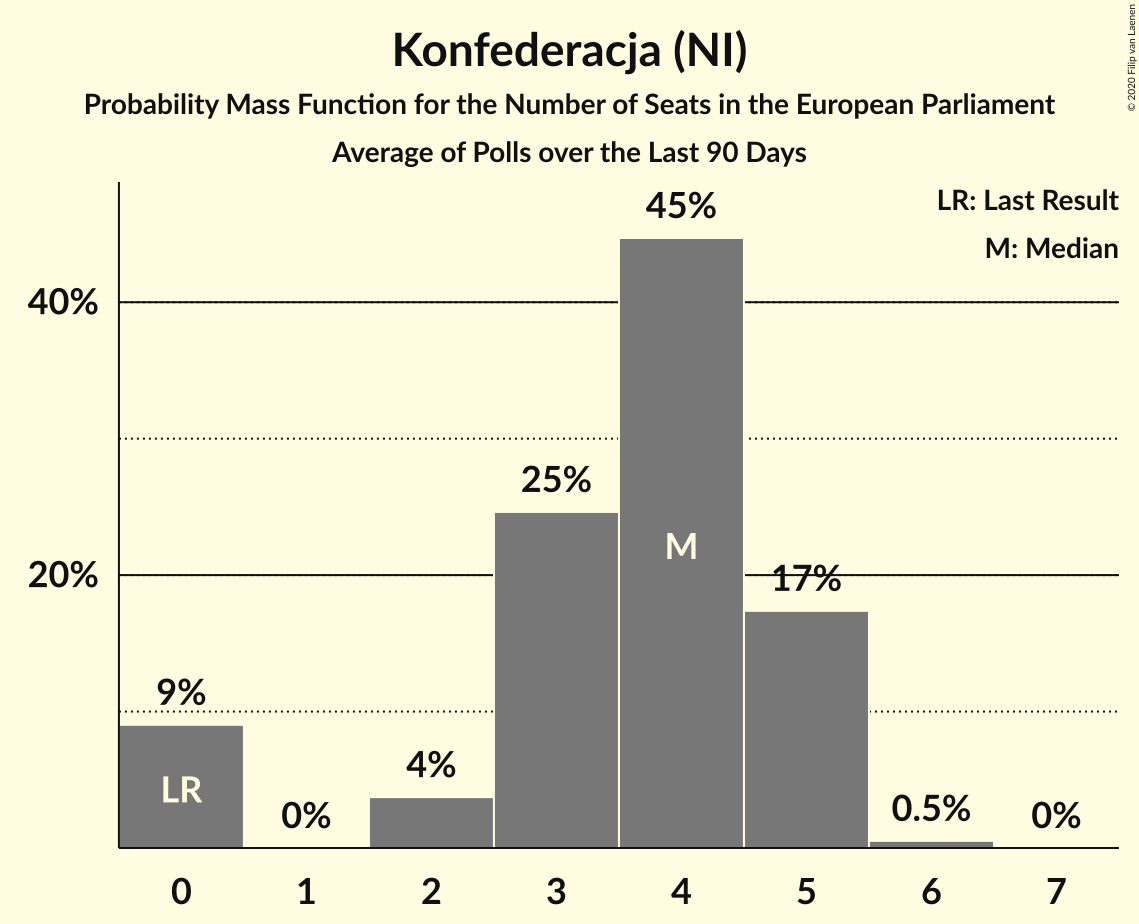 Konfederacja (NI)
Probability Mass Function for the Number of Seats in the European Parliament
Average of Polls over the Last 90 Days
© 2020 Filip van Laenen
LR: Last Result
M: Median
45%
40%
25%
M
20%
17%
9%
LR
4%
0%
0.5%
0%
0 1 2 3 4 5 6 7